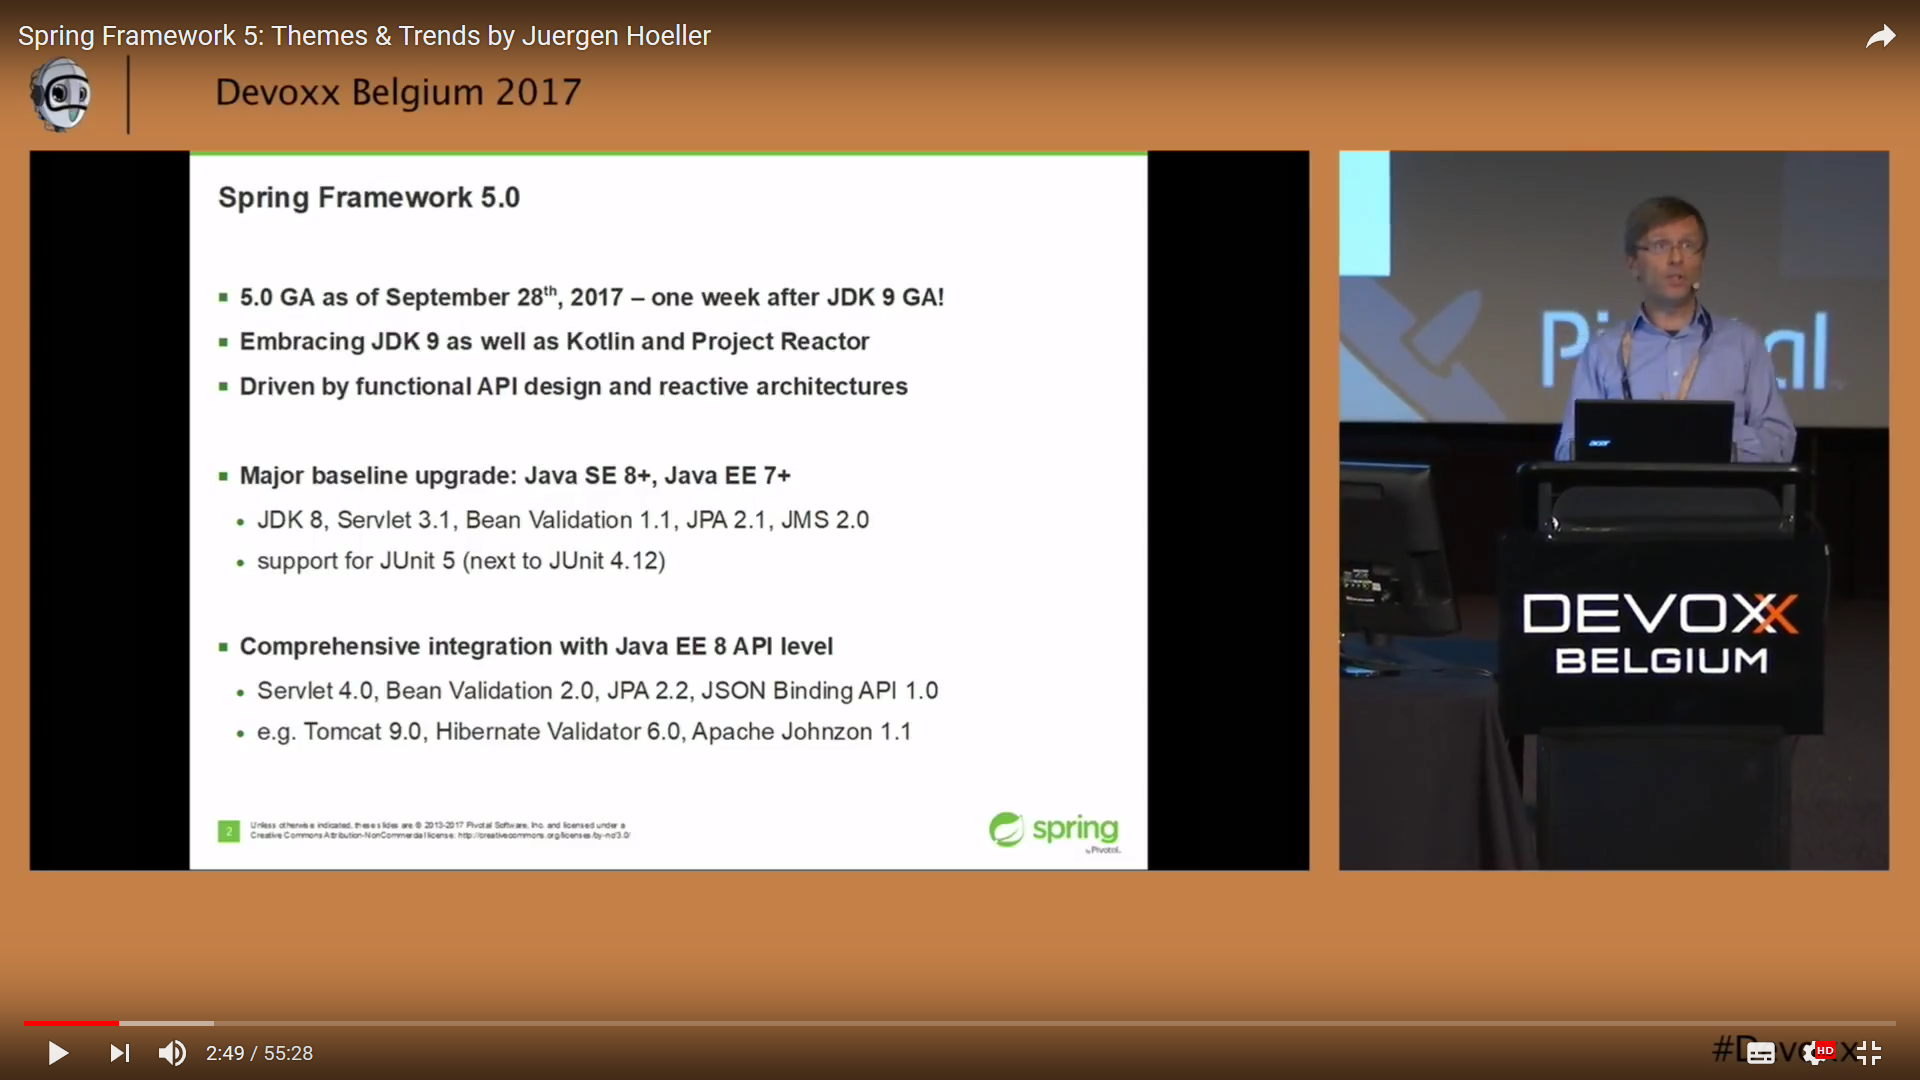 Spring Framework 5: Themes & Trends by Juergen Hoeller
Devoxx Belgium 2017
Spring Framework 5.0
5.0 GA as of September 28th, 2017 – one week after JDK 9 GA!
Embracing JDK 9 as well as Kotlin and Project Reactor
Driven by functional API design and reactive architectures
Major baseline upgrade: Java SE 8+, Java EE 7+
JDK 8, Servlet 3.1, Bean Validation 1.1, JPA 2.1, JMS 2.0
support for JUnit 5 (next to JUnit 4.12)
Comprehensive integration with Java EE 8 API level
Servlet 4.0, Bean Validation 2.0, JPA 2.2, JSON Binding API 1.0
e.g. Tomcat 9.0, Hibernate Validator 6.0, Apache Johnzon 1.1
2
Unless otherwise indicated, these slides are © 2013-2017 Pivotal Software, Inc. and licensed under a
Creative Commons Attribution-NonCommercial license: http://creativecommons.org/licenses/by-nc/3.0/
spring
by Pivotal
acer
DEVOXX
BELGIUM
2:49 / 55:28
HD